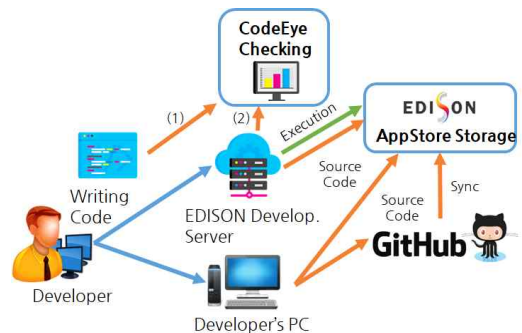 CodeEye
Checking
(1)
(2)
Execution
EDISON
AppStore Storage
Writing
Code
EDISON Develop.
Server
Source
Code
Source
Code
Sync
GitHub
Developer
Developer's PC